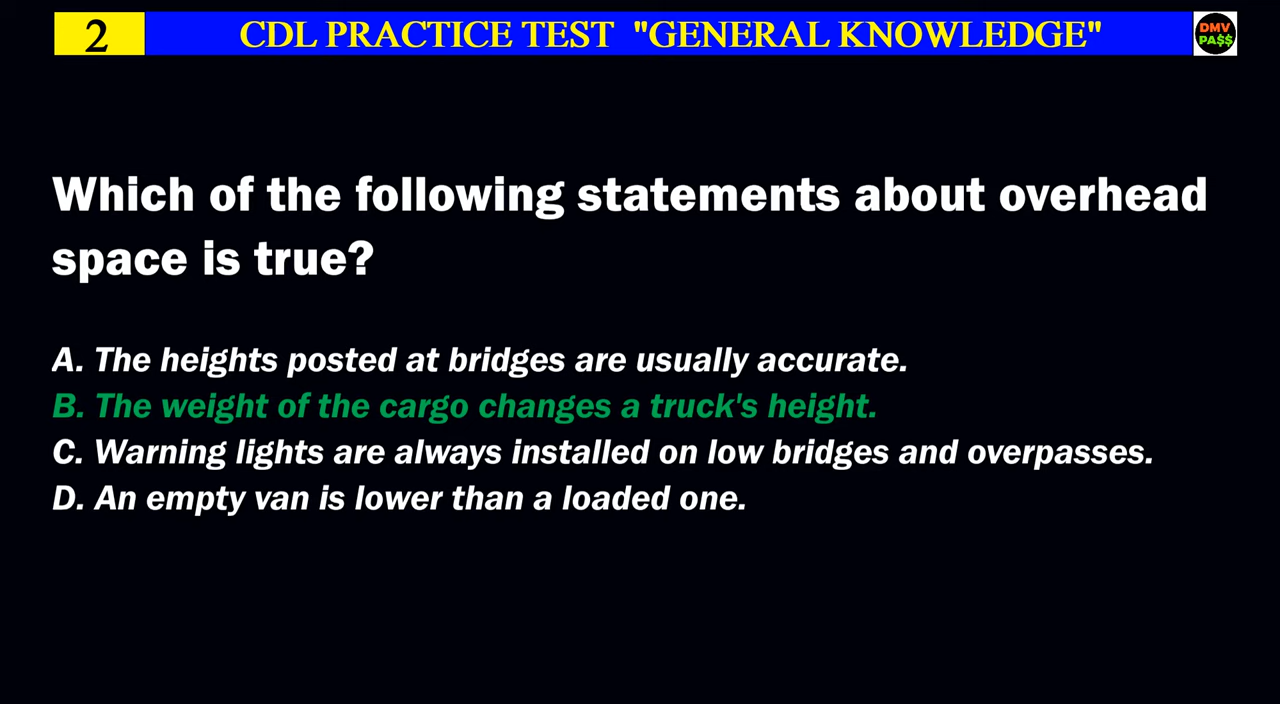 2
CDL PRACTICE TEST "GENERAL KNOWLEDGE"
DMV
PA$$
Which of the following statements about overhead
space is true?
A. The heights posted at bridges are usually accurate.
B. The weight of the cargo changes a truck's height.
C. Warning lights are always installed on low bridges and overpasses.
D. An empty van is lower than a loaded one.